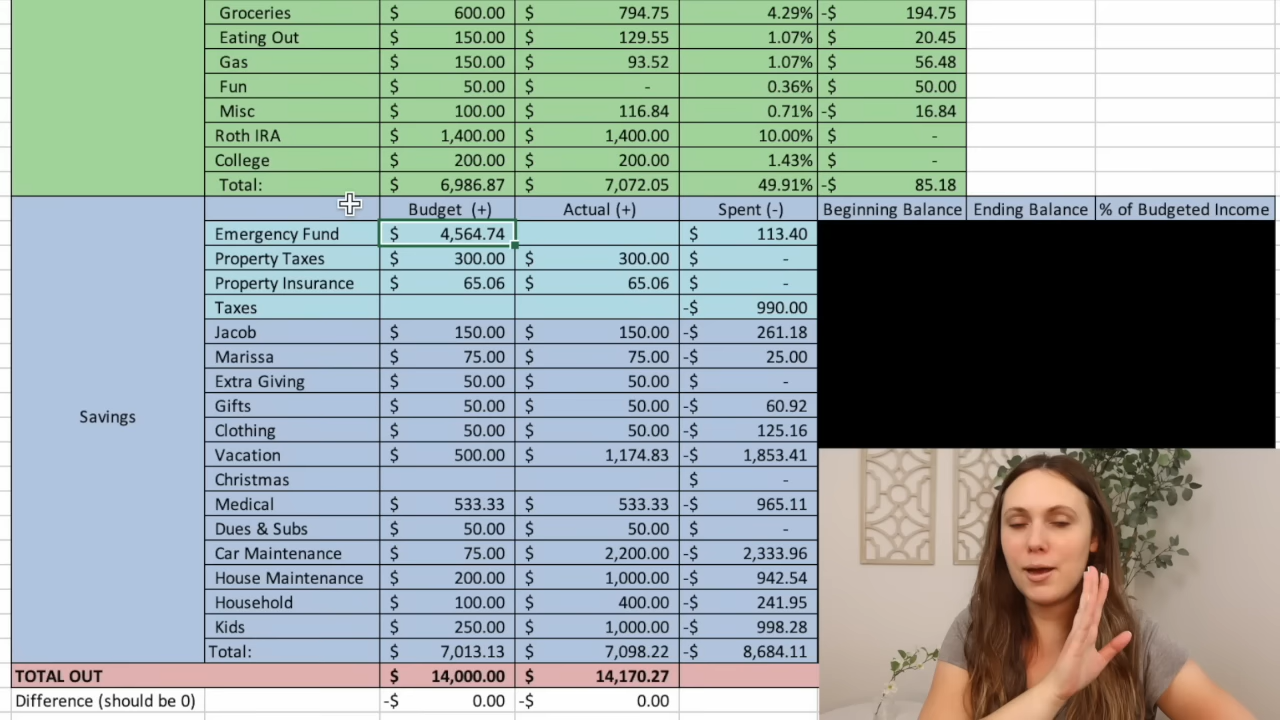 Groceries $ 600.00 $ 794.75 4.29% -$ 194.75
Eating Out $ 150.00 $ 129.55 1.07% $ 20.45
Gas $ 150.00 $ 93.52 1.07% $ 56.48
Fun $ 50.00 - 0.36% $ 50.00
Misc $ 100.00 $ 116.84 0.71% -$ 16.84
Roth IRA $ 1,400.00 $ 1,400.00 10.00% $ -
College $ 200.00 $ 200.00 1.43% $ -
Total: $ 6,986.87 $ 7,072.05 49.91% -$ 85.18
Budget (+) Actual (+) Spent (-) Beginning Balance Ending Balance % of Budgeted Income
Emergency Fund $ 4,564.74 $ 113.40
Property Taxes $ 300.00 $ 300.00 $ -
Property Insurance $ 65.06 $ 65.06 $ -
Taxes -$ 990.00
Jacob $ 150.00 $ 150.00 -$ 261.18
Marissa $ 75.00 $ 75.00 -$ 25.00
Extra Giving $ 50.00 $ 50.00 $ -
Savings
Gifts $ 50.00 $ 50.00 -$ 60.92
Clothing $ 50.00 $ 50.00 -$ 125.16
Vacation $ 500.00 $ 1,174.83 -$ 1,853.41
Christmas $ -
Medical $ 533.33 $ 533.33 -$ 965.11
Dues & Subs $ 50.00 $ 50.00 $ -
Car Maintenance $ 75.00 $ 2,200.00 -$ 2,333.96
House Maintenance $ 200.00 $ 1,000.00 -$ 942.54
Household $ 100.00 $ 400.00 -$ 241.95
Kids $ 250.00 $ 1,000.00 -$ 998.28
Total: $ 7,013.13 $ 7,098.22 -$ 8,684.11
TOTAL OUT $ 14,000.00 $ 14,170.27
Difference (should be 0) -$ 0.00 -$ 0.00